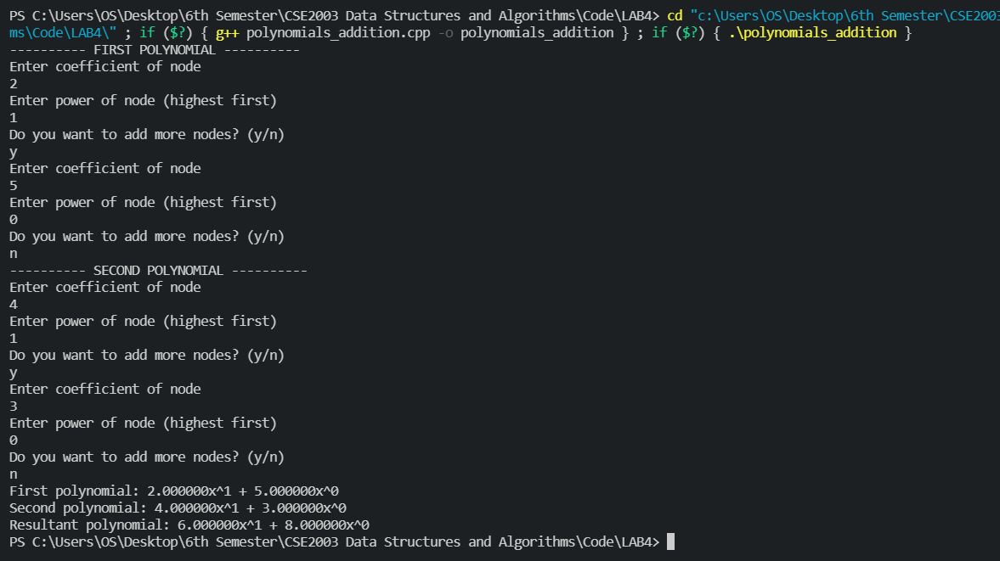 PS C:\Users\OS\Desktop\6th Semester\CSE2003 Data Structures and Algorithms\Code\LAB4> cd "c:\Users\OS\Desktop\6th Semester\CSE2003
ms\Code\LAB4\" ; if ($?) { g++ polynomials_addition.cpp -o polynomials_addition } ; if ($?) { .\polynomials_addition }
---------- FIRST POLYNOMIAL ----------
Enter coefficient of node
2
Enter power of node (highest first)
1
Do you want to add more nodes? (y/n)
y
Enter coefficient of node
5
Enter power of node (highest first)
0
Do you want to add more nodes? (y/n)
n
---------- SECOND POLYNOMIAL ----------
Enter coefficient of node
4
Enter power of node (highest first)
1
Do you want to add more nodes? (y/n)
y
Enter coefficient of node
3
Enter power of node (highest first)
0
Do you want to add more nodes? (y/n)
n
First polynomial: 2.000000x^1 + 5.000000x^0
Second polynomial: 4.000000x^1 + 3.000000x^0
Resultant polynomial: 6.000000x^1 + 8.000000x^0
PS C:\Users\OS\Desktop\6th Semester\CSE2003 Data Structures and Algorithms\Code\LAB4>